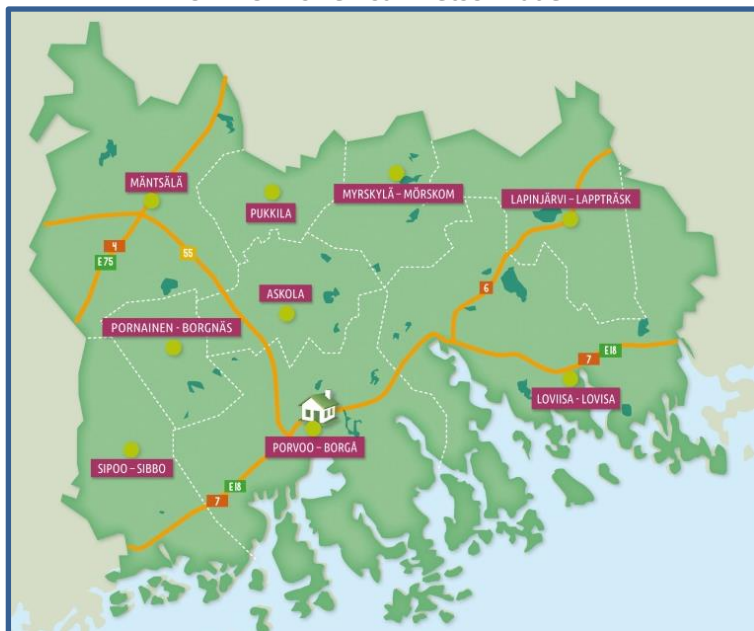 MÄNTSÄLÄ
PUKKILA
MYRSKYLÄ – MÖRSKOM
LAPINJÄRVI – LAPPTRÄSK
4
E75
55
ASKOLA
6
PORNAINEN - BORGNÄS
7
E18
LOVIISA - LOVISA
PORVOO – BORGÅ
SIPOO – SIBBO
E18
7